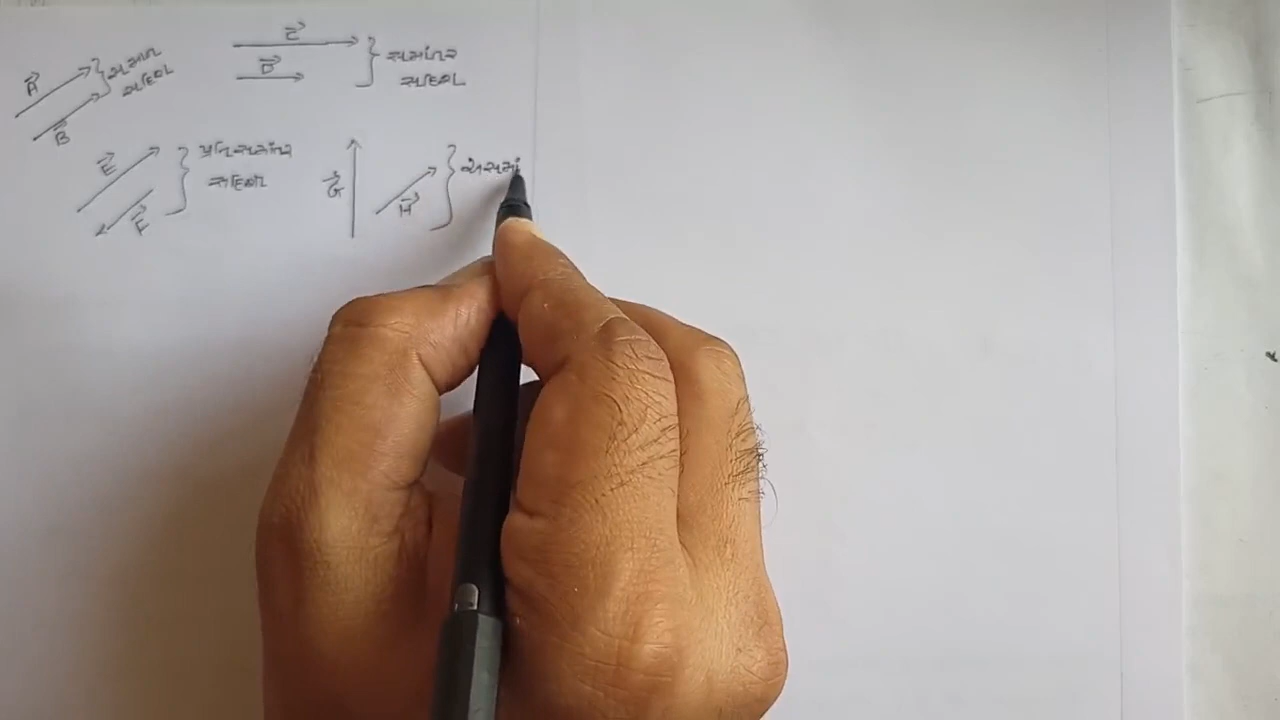 A⃗
B⃗
સમાન
સદિશ
C⃗
D⃗
સમાંતર
સદિશ
E⃗
F⃗
પ્રતિસમાંતર
સદિશ
G⃗
H⃗
અસમાં